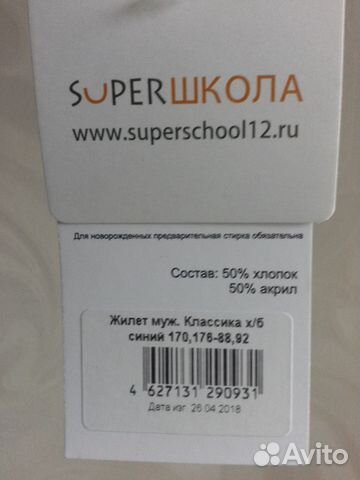 SUPERШКОЛА
www.superschool12.ru
Для новорожденных предварительная стирка обязательна
Состав: 50% хлопок
50% акрил
Жилет муж. Классика х/б
синий 170,176-88,92
4 627131 290931
Дата изг. 26.04.2018
Avito